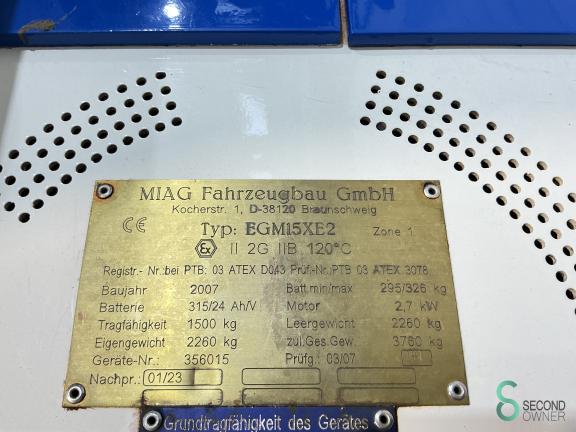 MIAG Fahrzeugbau GmbH
Kocherstr. 1, D-38120 Braunschweig
CE Typ: EGM15XE2 Zone 1
Ex II 2G IIB 120°C
Registr.- Nr.:bei PTB: 03 ATEX D043 Prüf-Nr.:PTB 03 ATEX 3078
Baujahr 2007 Batt.min/max 295/326 kg
Batterie 315/24 Ah/V Motor 2,7 kW
Tragfähigkeit 1500 kg Leergewicht 2260 kg
Eigengewicht 2260 kg zul.Ges.Gew. 3760 kg
Geräte-Nr.: 356015 Prüfg.: 03/07
Nachpr.: 01/23
Grundtragfähigkeit des Gerätes
SECOND
OWNER